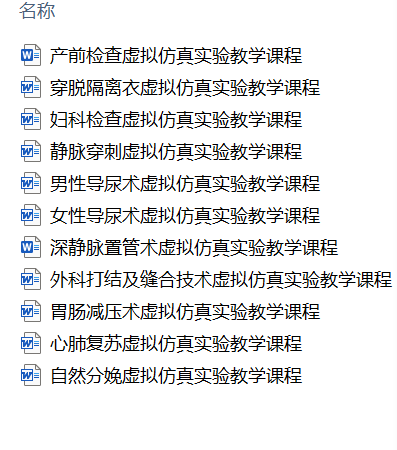 名称
产前检查虚拟仿真实验教学课程
穿脱隔离衣虚拟仿真实验教学课程
妇科检查虚拟仿真实验教学课程
静脉穿刺虚拟仿真实验教学课程
男性导尿术虚拟仿真实验教学课程
女性导尿术虚拟仿真实验教学课程
深静脉置管术虚拟仿真实验教学课程
外科打结及缝合技术虚拟仿真实验教学课程
胃肠减压术虚拟仿真实验教学课程
心肺复苏虚拟仿真实验教学课程
自然分娩虚拟仿真实验教学课程